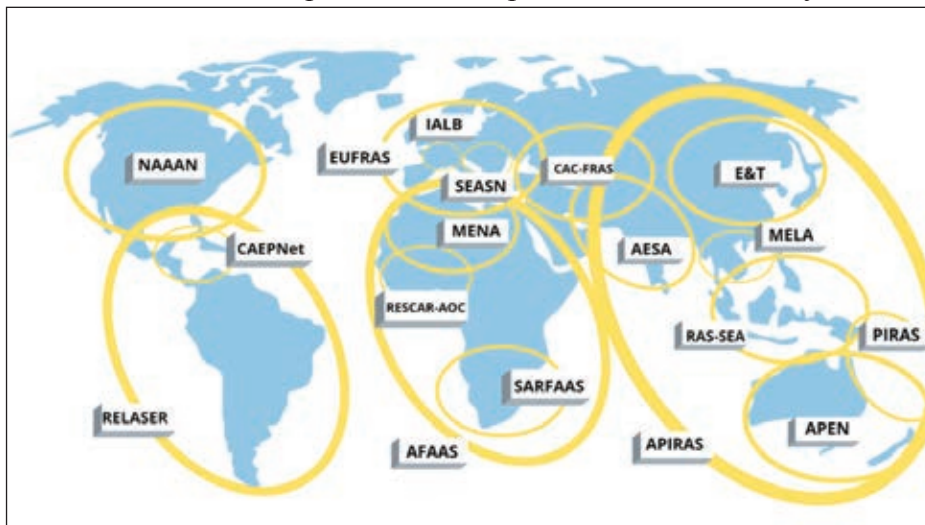 IALB
NAAAN
EUFRAS
CAC-FRAS
E&T
SEASN
MENA
MELA
CAEPNet
AESA
RESCAR-AOC
RAS-SEA
PIRAS
SARFAAS
RELASER
APEN
AFAAS
APIRAS